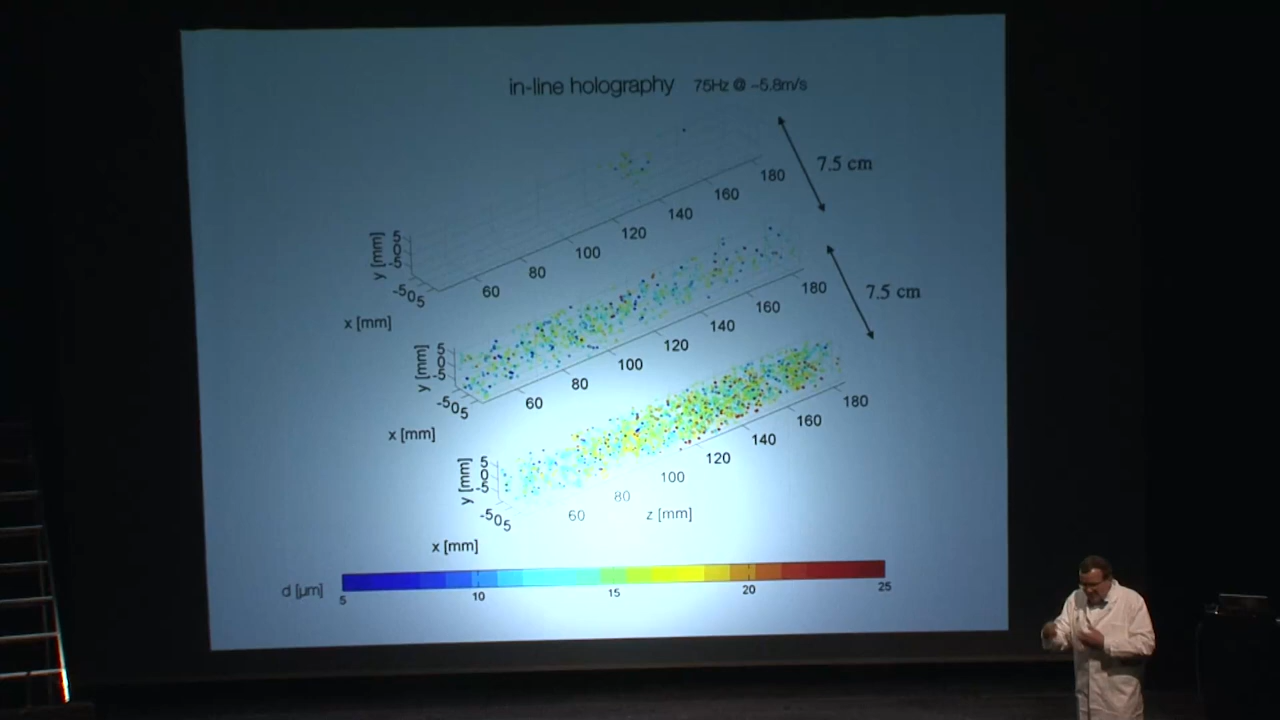 in-line holography 75Hz @ ~5.8m/s
7.5 cm
y [mm]
5
0
-5
-5 0 5
x [mm]
60 80 100 120 140 160 180
7.5 cm
y [mm]
5
0
-5
-5 0 5
x [mm]
60 80 100 120 140 160 180
y [mm]
5
0
-5
-5 0 5
x [mm]
60 80 100 120 140 160 180
z [mm]
d [µm]
5 10 15 20 25